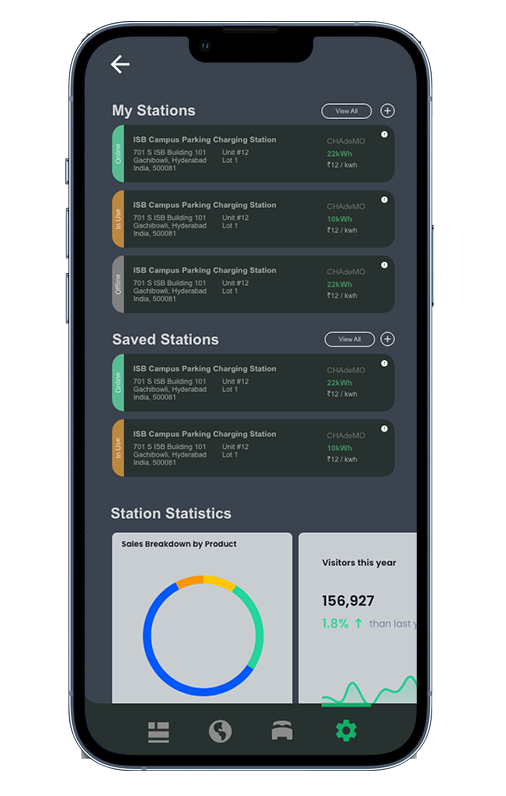 My Stations
View All
Online
ISB Campus Parking Charging Station
701 S ISB Building 101 Unit #12
Gachibowli, Hyderabad Lot 1
India, 500081
CHAdeMO
22kWh
₹12 / kwh
In Use
ISB Campus Parking Charging Station
701 S ISB Building 101 Unit #12
Gachibowli, Hyderabad Lot 1
India, 500081
CHAdeMO
10kWh
₹12 / kwh
Offline
ISB Campus Parking Charging Station
701 S ISB Building 101 Unit #12
Gachibowli, Hyderabad Lot 1
India, 500081
CHAdeMO
22kWh
₹12 / kwh
Saved Stations
View All
Online
ISB Campus Parking Charging Station
701 S ISB Building 101 Unit #12
Gachibowli, Hyderabad Lot 1
India, 500081
CHAdeMO
22kWh
₹12 / kwh
In Use
ISB Campus Parking Charging Station
701 S ISB Building 101 Unit #12
Gachibowli, Hyderabad Lot 1
India, 500081
CHAdeMO
10kWh
₹12 / kwh
Station Statistics
Sales Breakdown by Product
Visitors this year
156,927
1.8% ↑ than last y